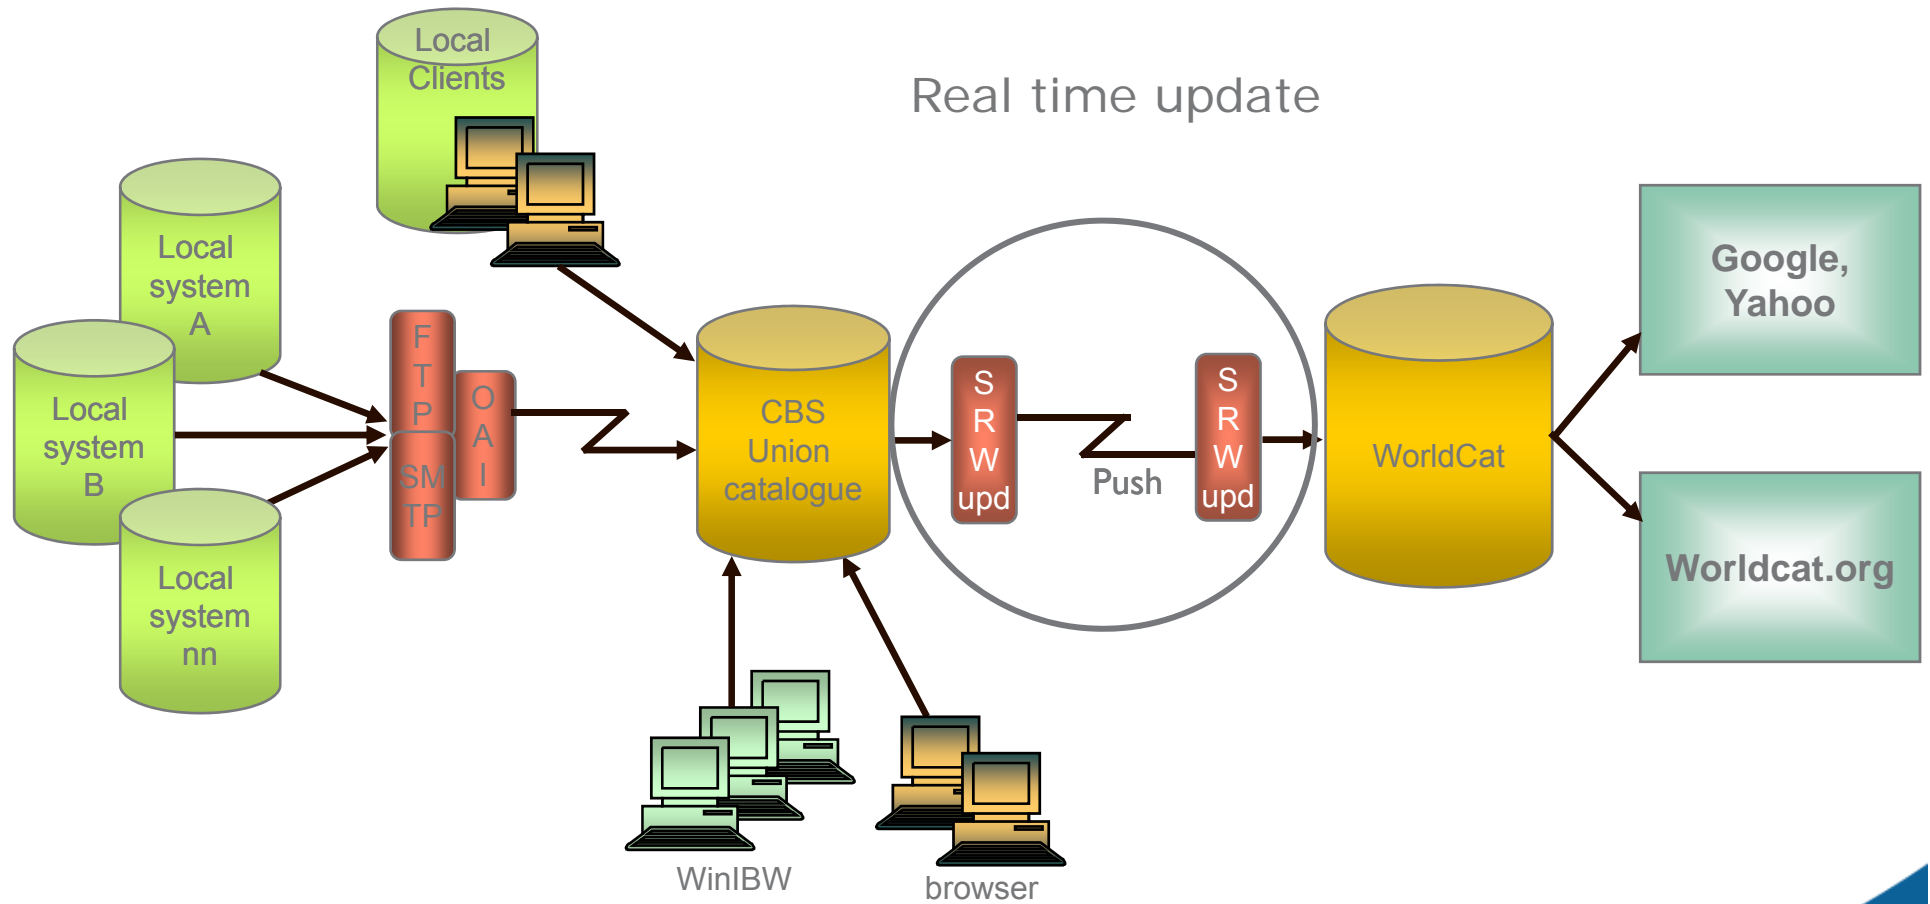 Local
Clients
Real time update
Local
system
A
Local
system
B
Local
system
nn
F
T
P
SM
TP
O
A
I
CBS
Union
catalogue
S
R
W
upd
Push
S
R
W
upd
WorldCat
Google,
Yahoo
Worldcat.org
WinIBW
browser